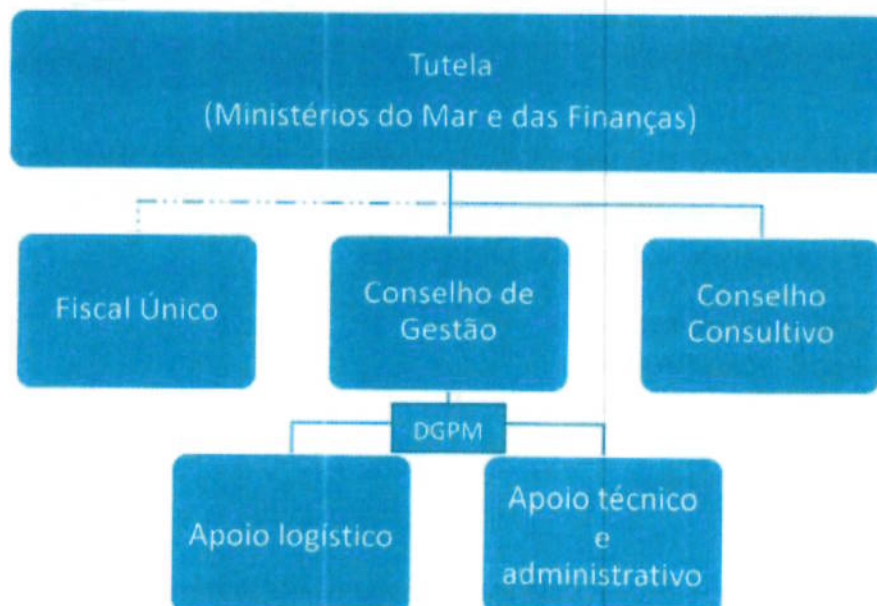 Tutela
(Ministérios do Mar e das Finanças)
Fiscal Único
Conselho de
Gestão
Conselho
Consultivo
DGPM
Apoio logístico
Apoio técnico
e
administrativo